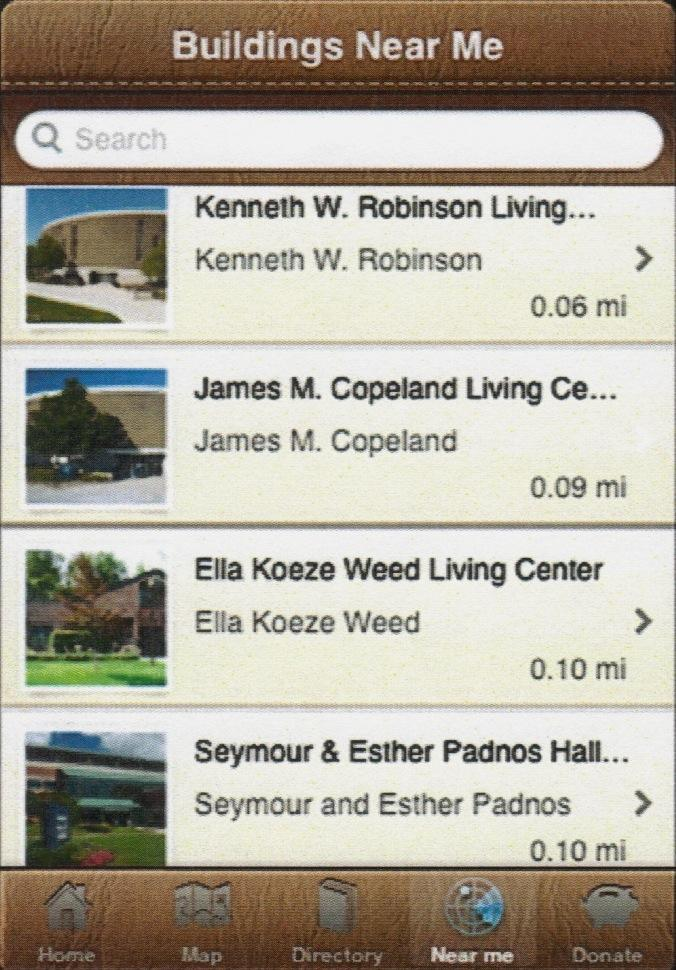 Buildings Near Me
Search
Kenneth W. Robinson Living...
Kenneth W. Robinson
0.06 mi
James M. Copeland Living Ce...
James M. Copeland
0.09 mi
Ella Koeze Weed Living Center
Ella Koeze Weed
0.10 mi
Seymour & Esther Padnos Hall...
Seymour and Esther Padnos
0.10 mi
Home Map Directory Near me Donate